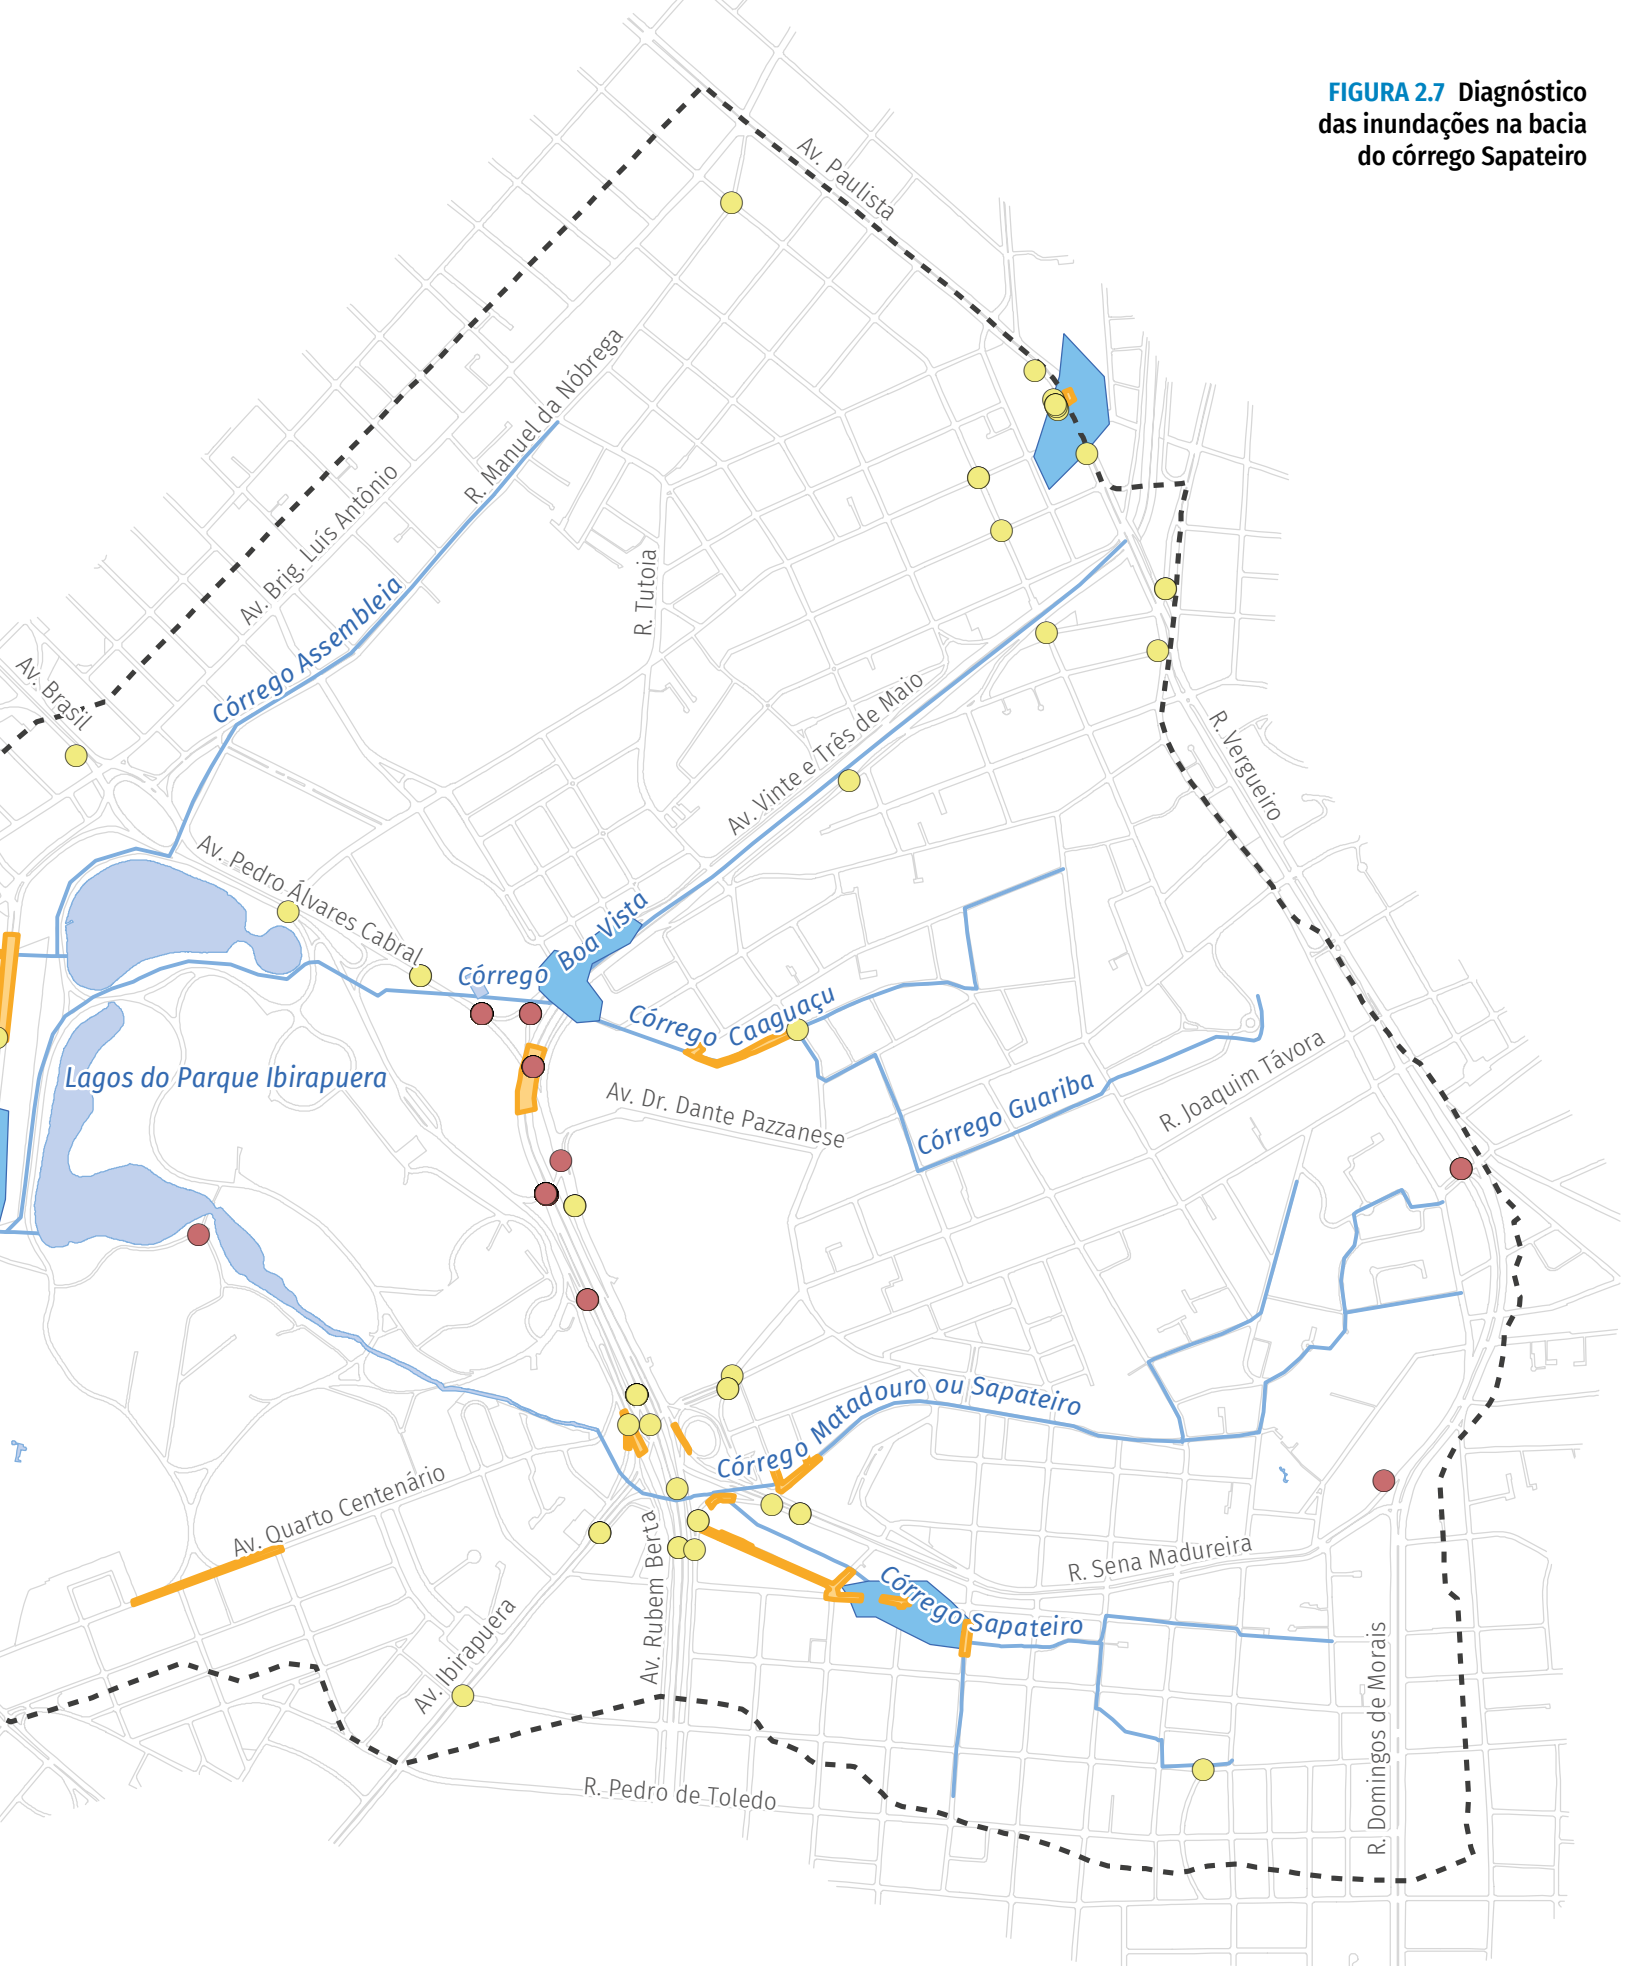 FIGURA 2.7 Diagnóstico
das inundações na bacia
do córrego Sapateiro
Av. Paulista
R. Manuel da Nóbrega
Av. Brig. Luís Antônio
R. Tutoia
Córrego Assembleia
Av. Brasil
Av. Vinte e Três de Maio
R. Vergueiro
Av. Pedro Álvares Cabral
Córrego Boa Vista
Córrego Caaguaçu
Lagos do Parque Ibirapuera
Av. Dr. Dante Pazzanese
Córrego Guariba
R. Joaquim Távora
Córrego Matadouro ou Sapateiro
Av. Quarto Centenário
Av. Rubem Berta
R. Sena Madureira
Córrego Sapateiro
Av. Ibirapuera
R. Domingos de Morais
R. Pedro de Toledo